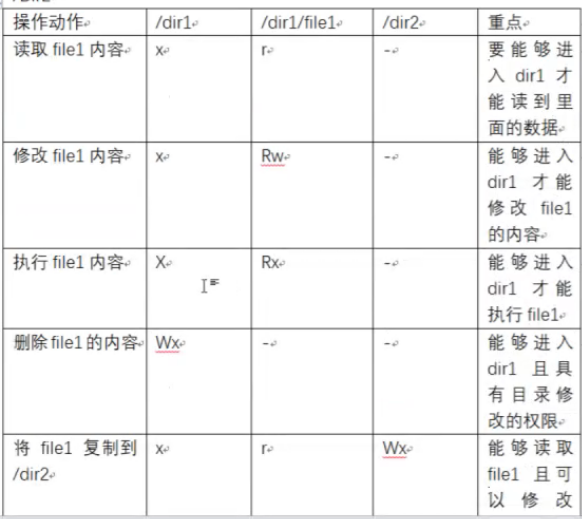 操作动作 /dir1 /dir1/file1 /dir2 重点
读取 file1 内容 x r - 要能够进
入 dir1 才
能读到里
面的数据
修改 file1 内容 x Rw - 能够进入
dir1 才能
修改 file1
的内容
执行 file1 内容 X Rx - 能够进入
dir1 才能
执行 file1
删除 file1 的内容 Wx - - 能够进入
dir1 且具
有目录修
改的权限
将 file1 复制到 x r Wx 能够读取
/dir2 file1 且可
以修改